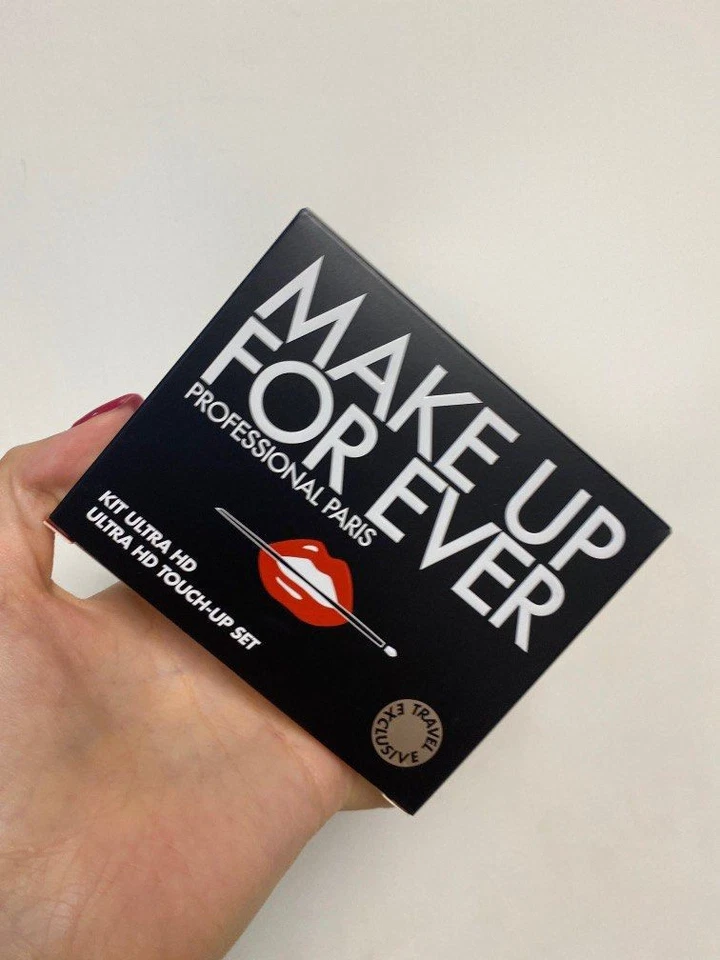 MAKE UP
FOR EVER
PROFESSIONAL PARIS
KIT ULTRA HD
ULTRA HD TOUCH-UP SET
TRAVEL EXCLUSIVE